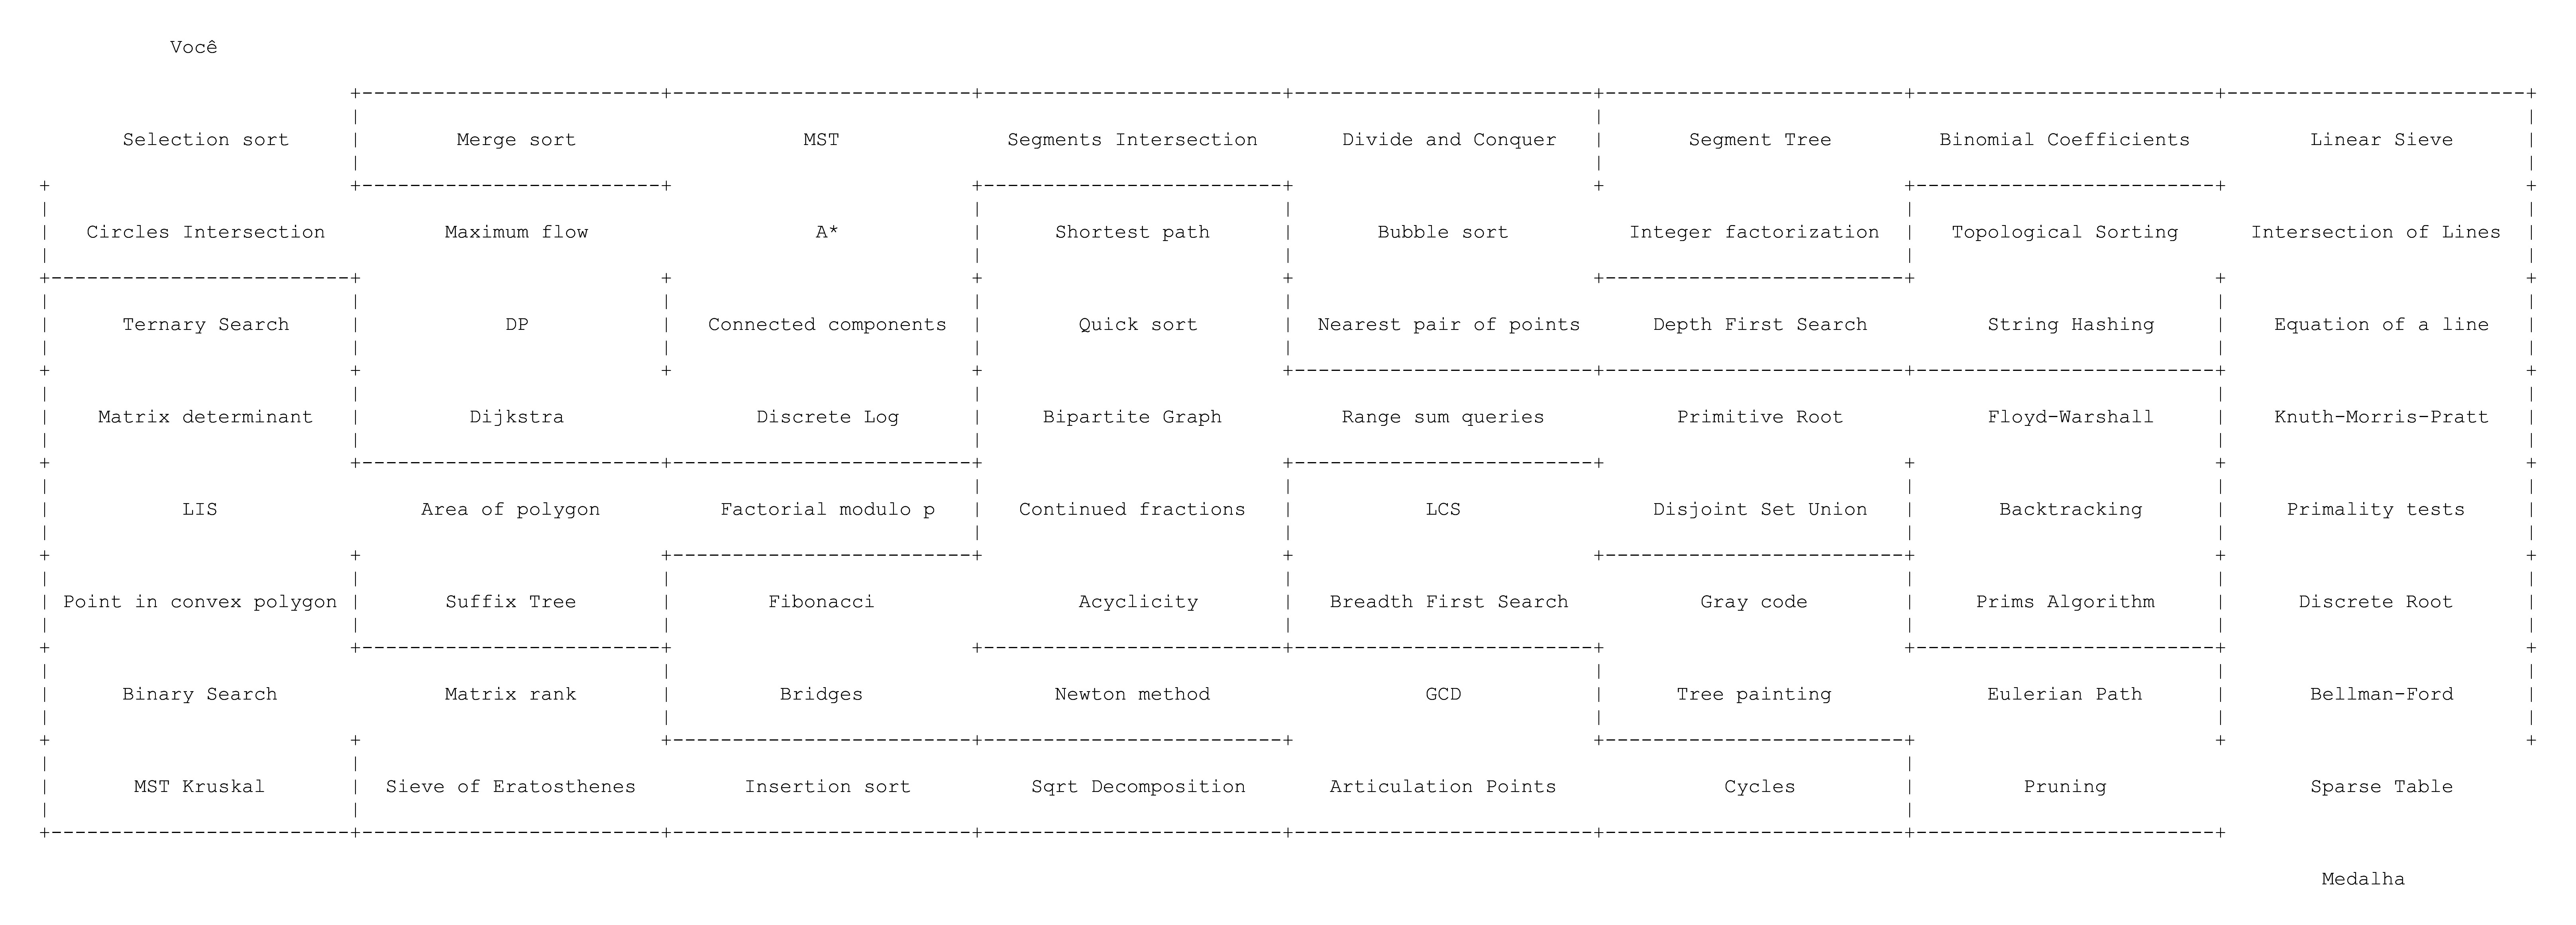 Você
Selection sort Merge sort MST Segments Intersection Divide and Conquer Segment Tree Binomial Coefficients Linear Sieve
Circles Intersection Maximum flow A* Shortest path Bubble sort Integer factorization Topological Sorting Intersection of Lines
Ternary Search DP Connected components Quick sort Nearest pair of points Depth First Search String Hashing Equation of a line
Matrix determinant Dijkstra Discrete Log Bipartite Graph Range sum queries Primitive Root Floyd-Warshall Knuth-Morris-Pratt
LIS Area of polygon Factorial modulo p Continued fractions LCS Disjoint Set Union Backtracking Primality tests
Point in convex polygon Suffix Tree Fibonacci Acyclicity Breadth First Search Gray code Prims Algorithm Discrete Root
Binary Search Matrix rank Bridges Newton method GCD Tree painting Eulerian Path Bellman-Ford
MST Kruskal Sieve of Eratosthenes Insertion sort Sqrt Decomposition Articulation Points Cycles Pruning Sparse Table
Medalha